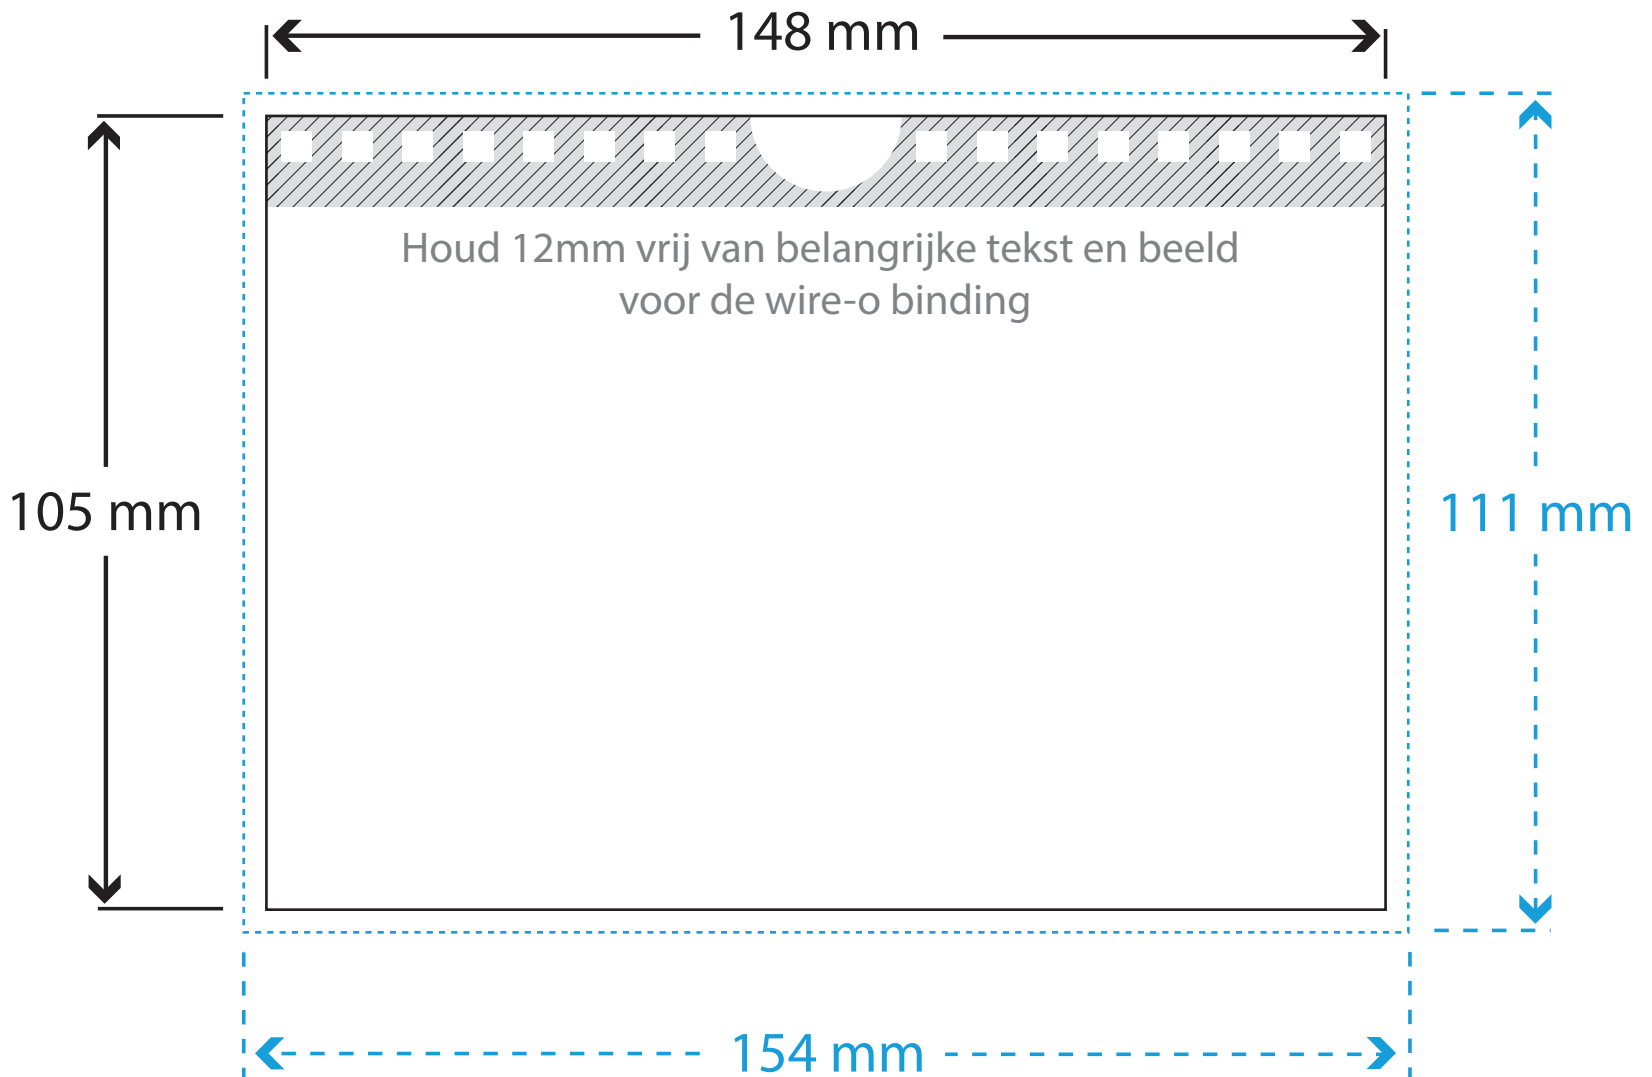 148 mm
Houd 12mm vrij van belangrijke tekst en beeld
voor de wire-o binding
105 mm
111 mm
154 mm